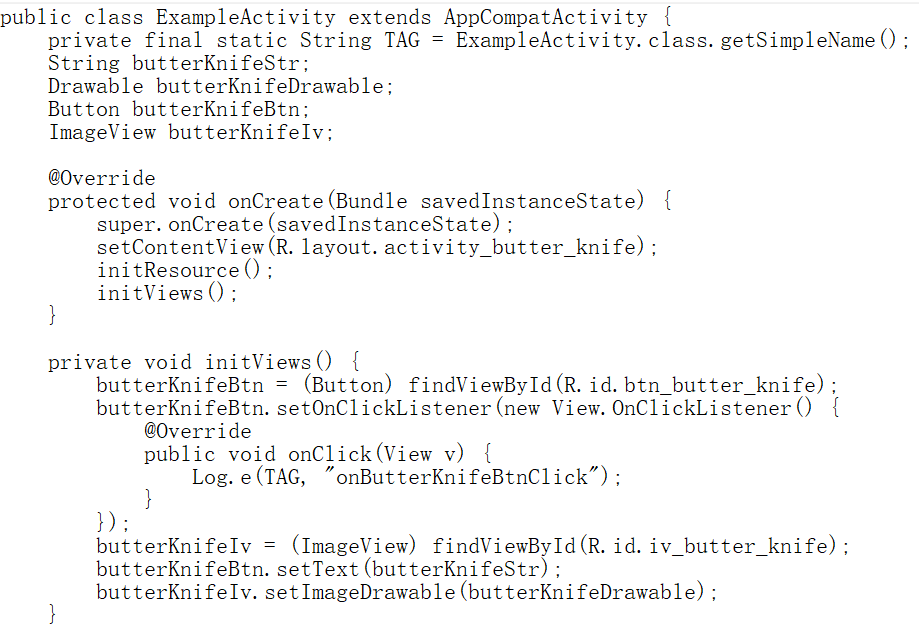 public class ExampleActivity extends AppCompatActivity {
    private final static String TAG = ExampleActivity.class.getSimpleName();
    String butterKnifeStr;
    Drawable butterKnifeDrawable;
    Button butterKnifeBtn;
    ImageView butterKnifeIv;

    @Override
    protected void onCreate(Bundle savedInstanceState) {
        super.onCreate(savedInstanceState);
        setContentView(R.layout.activity_butter_knife);
        initResource();
        initViews();
    }

    private void initViews() {
        butterKnifeBtn = (Button) findViewById(R.id.btn_butter_knife);
        butterKnifeBtn.setOnClickListener(new View.OnClickListener() {
            @Override
            public void onClick(View v) {
                Log.e(TAG, "onButterKnifeBtnClick");
            }
        });
        butterKnifeIv = (ImageView) findViewById(R.id.iv_butter_knife);
        butterKnifeBtn.setText(butterKnifeStr);
        butterKnifeIv.setImageDrawable(butterKnifeDrawable);
    }